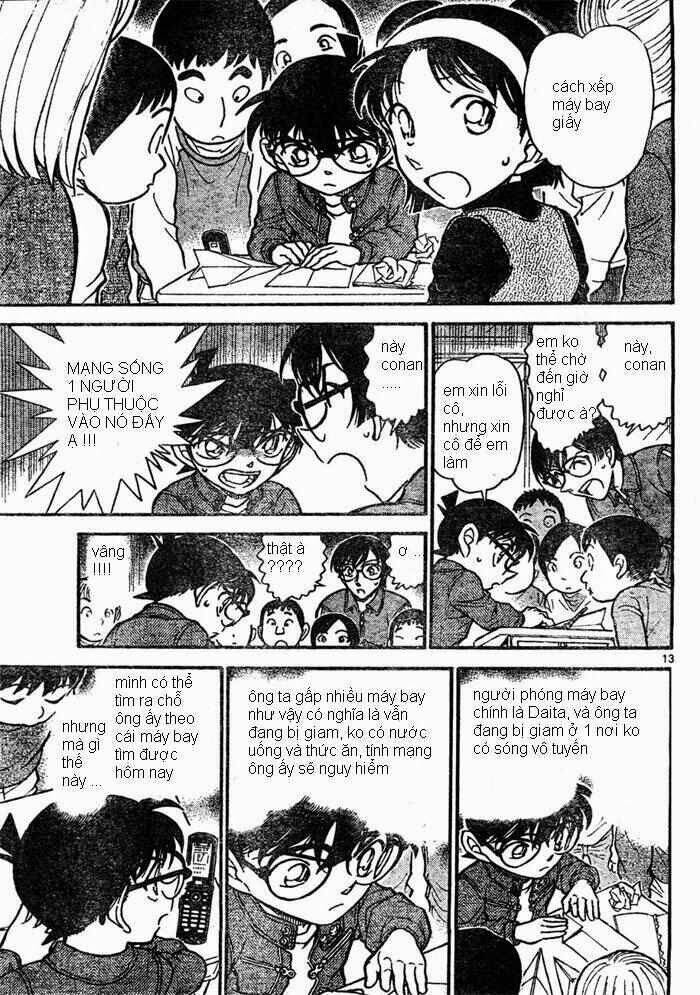 cách xếp
máy bay
giấy
này,
conan
em ko
thể chờ
đến giờ
nghỉ
được à?
em xin lỗi
cô,
nhưng xin
cô để em
làm
này
conan
.....
MẠNG SỐNG
1 NGƯỜI
PHỤ THUỘC
VÀO NÓ ĐẤY
Ạ !!!
ơ ...
thật à
????
vâng
!!!!
13
người phóng máy bay
chính là Daita, và ông ta
đang bị giam ở 1 nơi ko
có sóng vô tuyến
ông ta gấp nhiều máy bay
như vậy có nghĩa là vẫn
đang bị giam, ko có nước
uống và thức ăn, tính mạng
ông ấy sẽ nguy hiểm
mình có thể
tìm ra chỗ
ông ấy theo
cái máy bay
tìm được
hôm nay
nhưng
mà gì
thế
này ...